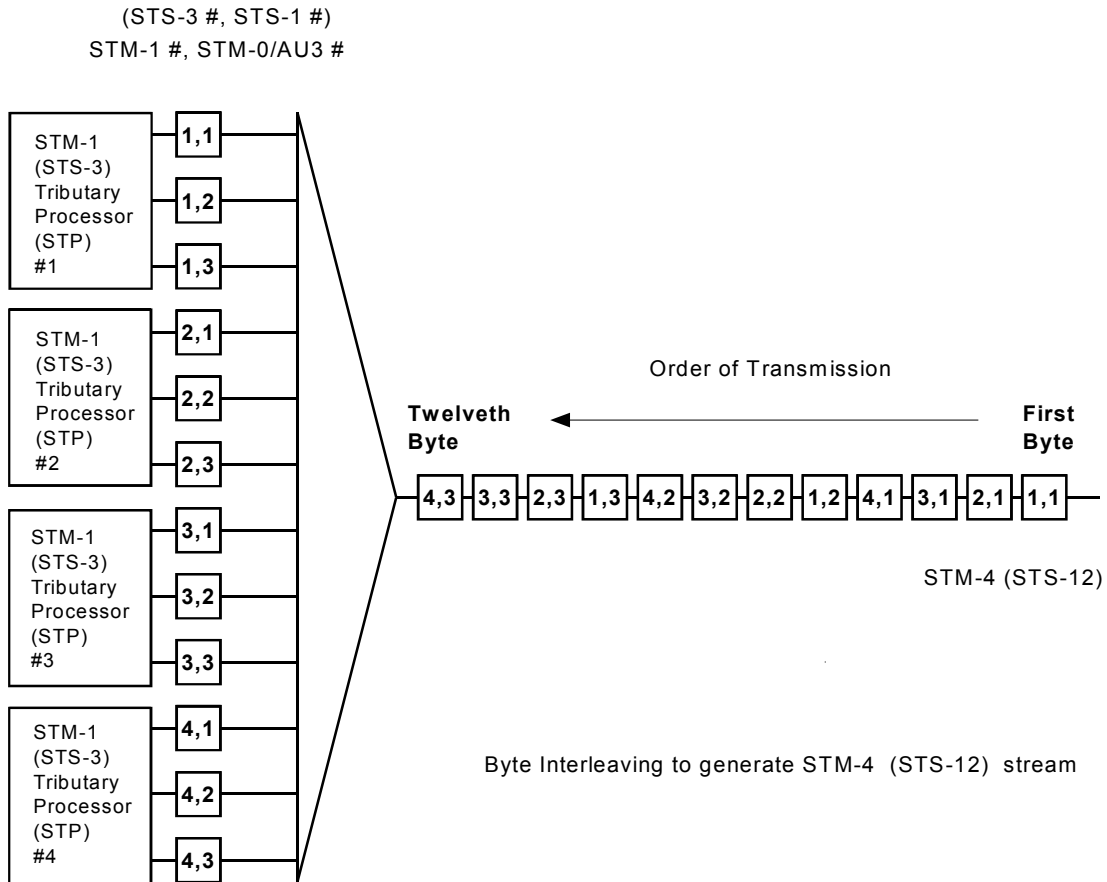 (STS-3 #, STS-1 #)
STM-1 #, STM-0/AU3 #
STM-1
(STS-3)
Tributary
Processor
(STP)
#1
1,1
1,2
1,3
STM-1
(STS-3)
Tributary
Processor
(STP)
#2
2,1
2,2
2,3
STM-1
(STS-3)
Tributary
Processor
(STP)
#3
3,1
3,2
3,3
STM-1
(STS-3)
Tributary
Processor
(STP)
#4
4,1
4,2
4,3
Order of Transmission
Twelveth
Byte
First
Byte
4,3 3,3 2,3 1,3 4,2 3,2 2,2 1,2 4,1 3,1 2,1 1,1
STM-4 (STS-12)
Byte Interleaving to generate STM-4 (STS-12) stream